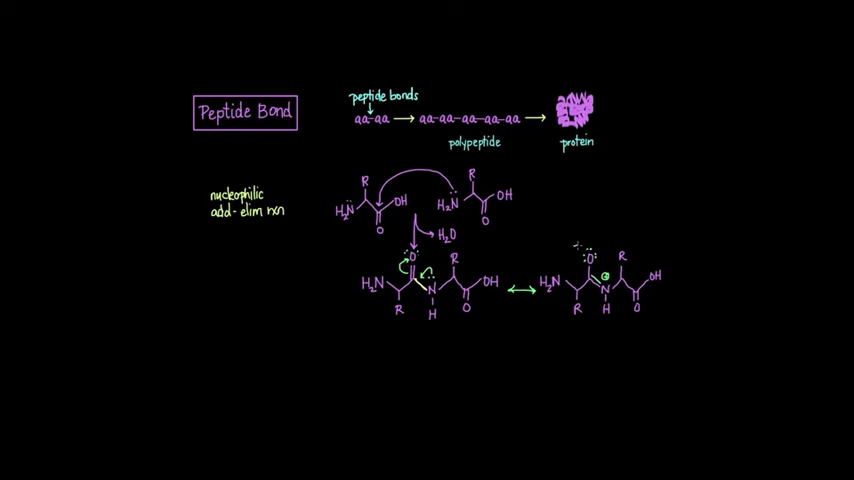 peptide bonds
Peptide Bond
aa-aa → aa-aa-aa-aa-aa →
polypeptide
protein
nucleophilic
add-elim rxn
R
H₂N
OH
O
R
H₂N
OH
O
H₂O
O
R
H₂N
N
OH
R
H
O
O
R
H₂N
N
OH
R
H
O